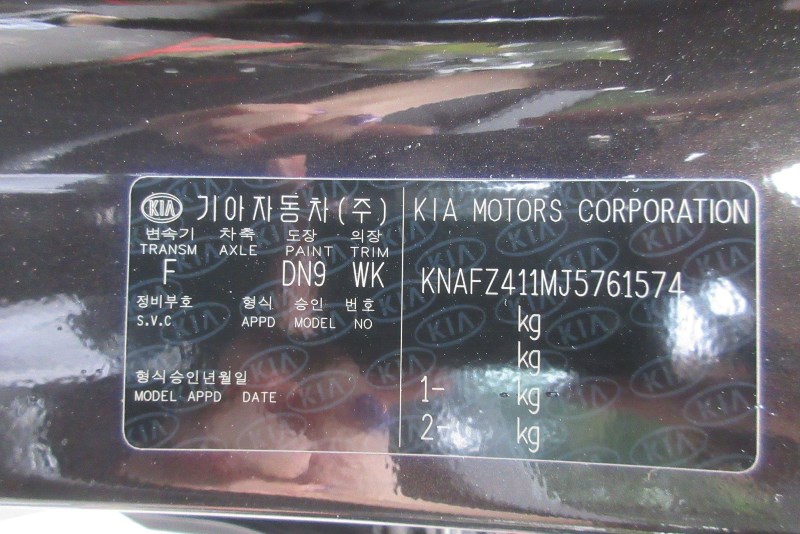 KIA 기아자동차(주) KIA MOTORS CORPORATION
변속기 차축 도장 의장
TRANSM AXLE PAINT TRIM
F DN9 WK
KNAFZ411MJ5761574
정비부호 형식 승인 번호
S.V.C APPD MODEL NO
kg
kg
형식승인년월일
MODEL APPD DATE
1- kg
2- kg